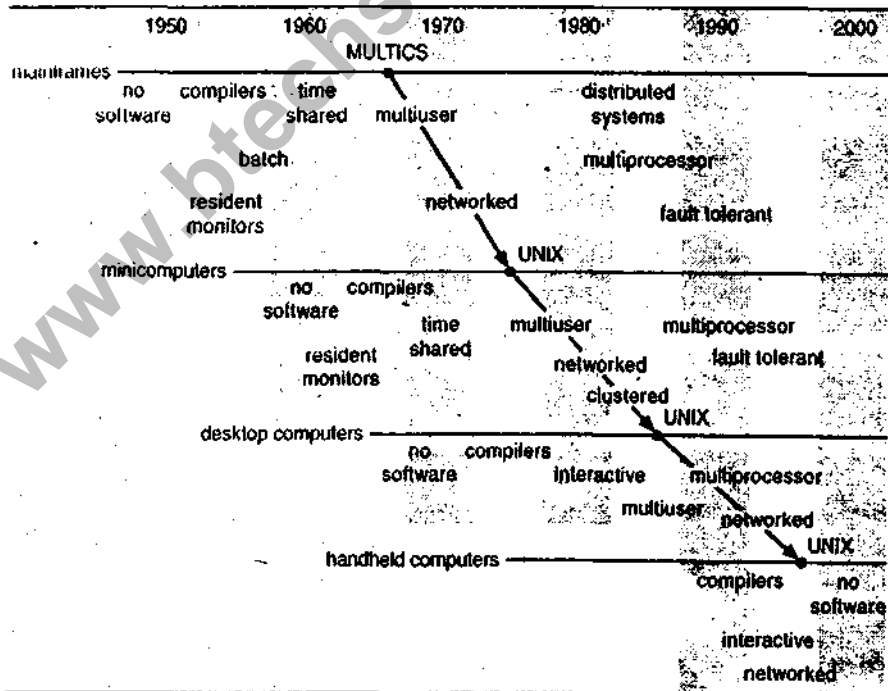 1950 1960 1970 1980 1990 2000
MULTICS
mainframes
no compilers time distributed
software shared multiuser systems
batch multiprocessor
resident networked fault tolerant
monitors
UNIX
minicomputers
no compilers
software
time multiuser multiprocessor
resident shared fault tolerant
monitors networked
clustered
UNIX
desktop computers
no compilers
software interactive multiprocessor
multiuser
networked
UNIX
handheld computers
compilers no
software
interactive
networked
www.btechs